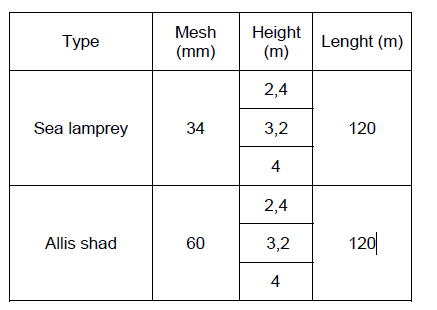 Type Mesh (mm) Height (m) Lenght (m)
Sea lamprey 34 2,4 120
3,2
4
Allis shad 60 2,4 120
3,2
4